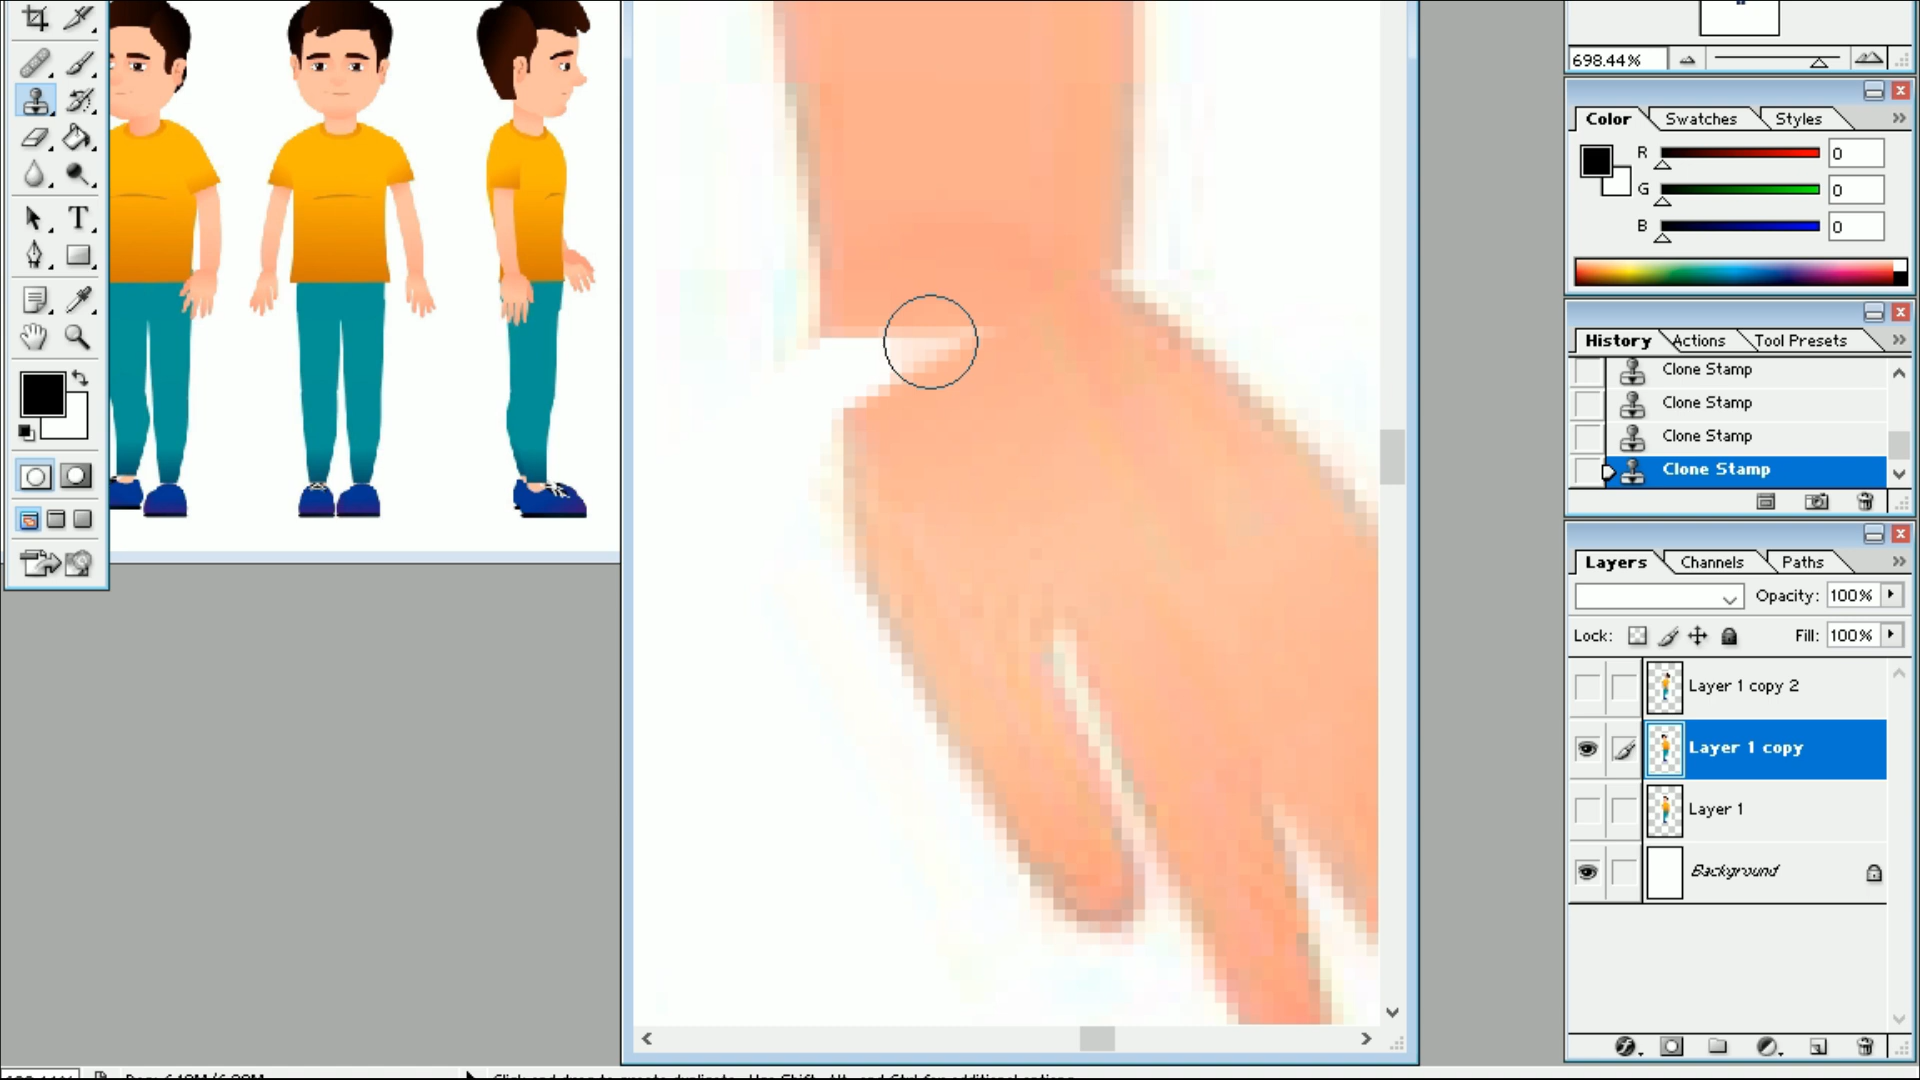 T
698.44%
Color Swatches Styles
R 0
G 0
B 0
History Actions Tool Presets
Clone Stamp
Clone Stamp
Clone Stamp
Clone Stamp
Layers Channels Paths
Opacity: 100%
Lock: Fill: 100%
Layer 1 copy 2
Layer 1 copy
Layer 1
Background